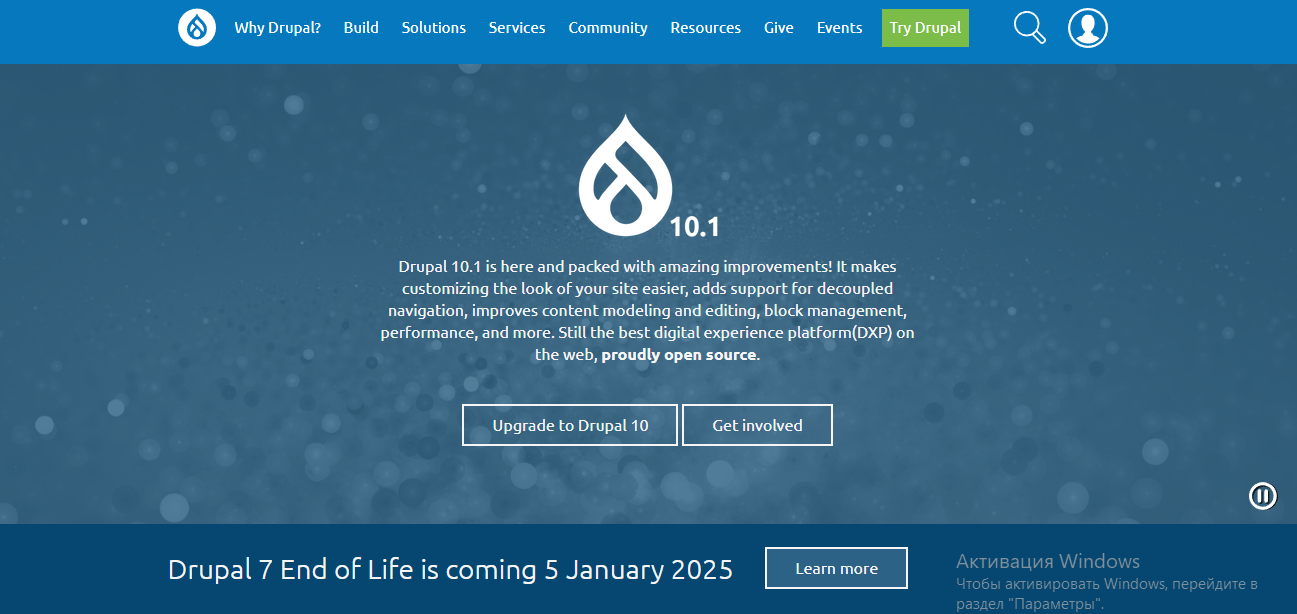 Why Drupal? Build Solutions Services Community Resources Give Events Try Drupal
10.1
Drupal 10.1 is here and packed with amazing improvements! It makes
customizing the look of your site easier, adds support for decoupled
navigation, improves content modeling and editing, block management,
performance, and more. Still the best digital experience platform(DXP) on
the web, proudly open source.
Upgrade to Drupal 10 Get involved
Drupal 7 End of Life is coming 5 January 2025 Learn more
Активация Windows
Чтобы активировать Windows, перейдите в
раздел "Параметры".